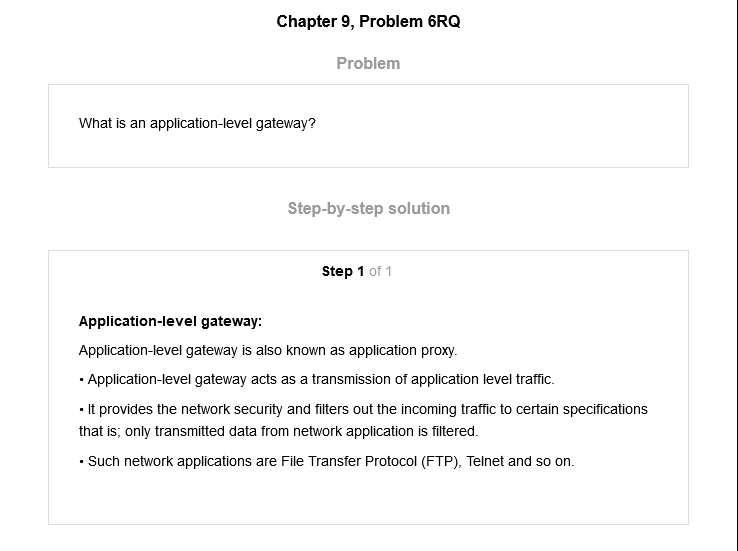 Chapter 9, Problem 6RQ
Problem
What is an application-level gateway?
Step-by-step solution
Step 1 of 1
Application-level gateway:
Application-level gateway is also known as application proxy.
• Application-level gateway acts as a transmission of application level traffic.
• It provides the network security and filters out the incoming traffic to certain specifications
that is; only transmitted data from network application is filtered.
• Such network applications are File Transfer Protocol (FTP), Telnet and so on.